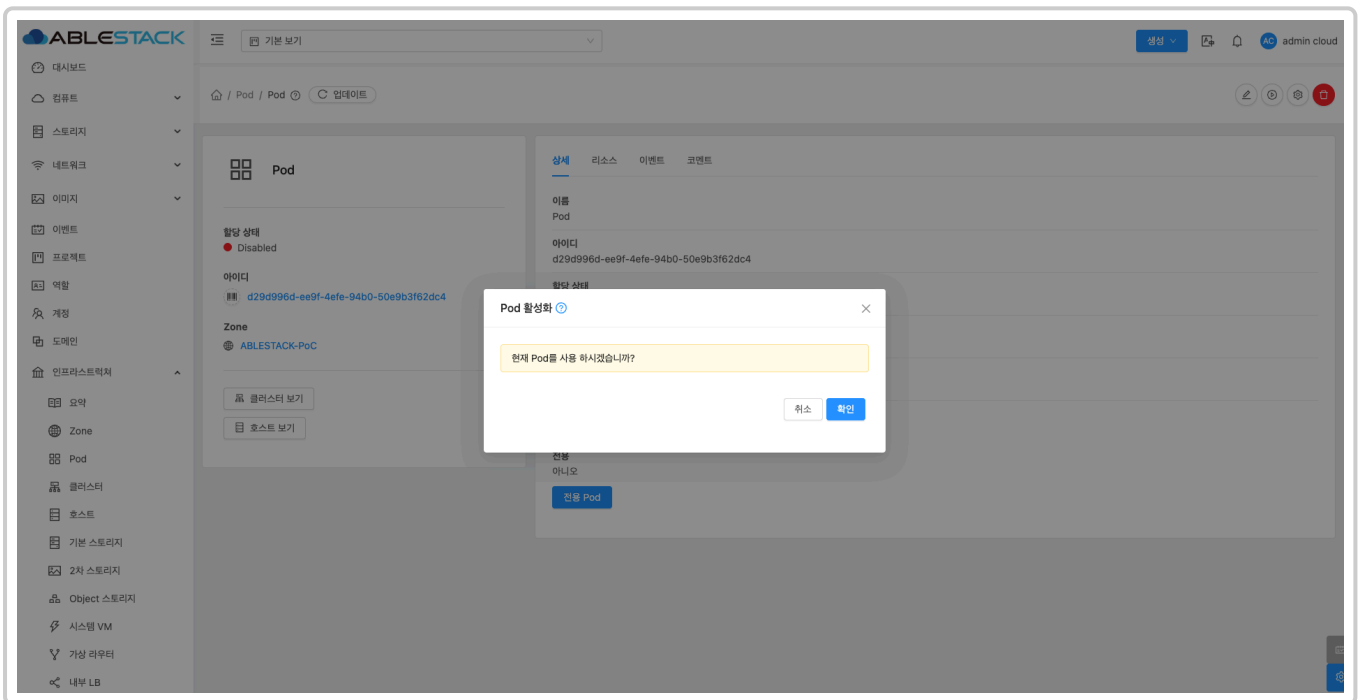 ABLESTACK
기본 보기
생성
AC
admin cloud
대시보드
컴퓨트
스토리지
네트워크
이미지
이벤트
프로젝트
역할
계정
도메인
인프라스트럭쳐
요약
Zone
Pod
클러스터
호스트
기본 스토리지
2차 스토리지
Object 스토리지
시스템 VM
가상 라우터
내부 LB
/ Pod / Pod
업데이트
Pod
할당 상태
Disabled
아이디
d29d996d-ee9f-4efe-94b0-50e9b3f62dc4
Zone
ABLESTACK-PoC
클러스터 보기
호스트 보기
상세
리소스
이벤트
코멘트
이름
Pod
아이디
d29d996d-ee9f-4efe-94b0-50e9b3f62dc4
할당 상태
Pod 활성화
현재 Pod를 사용 하시겠습니까?
취소
확인
전용
아니오
전용 Pod